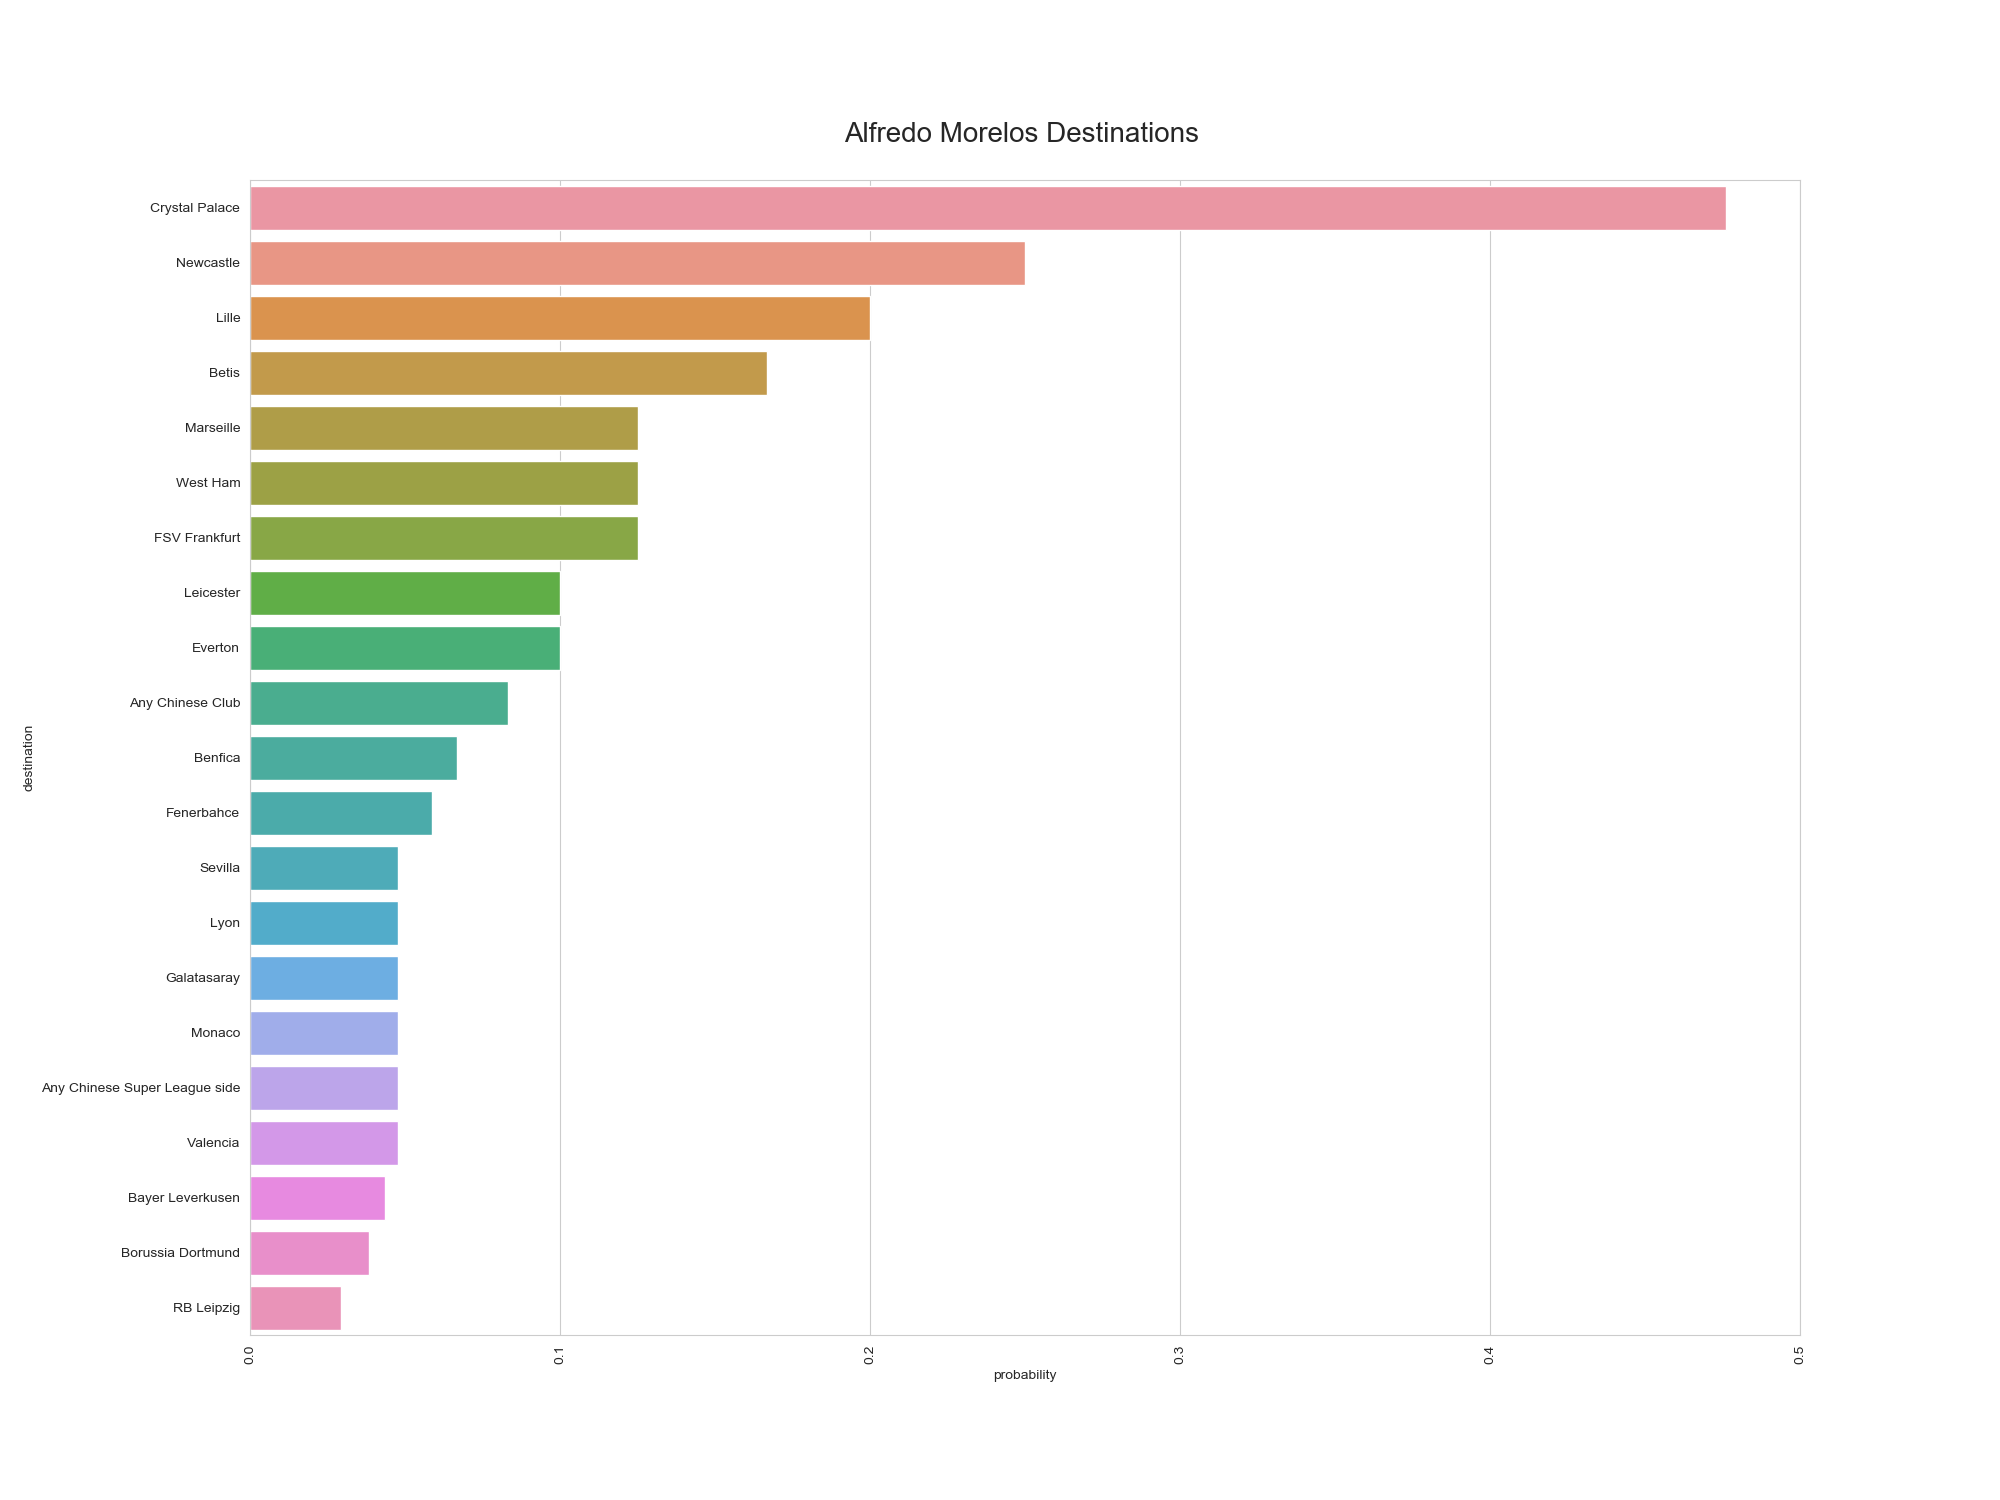 Alfredo Morelos Destinations
destination
Crystal Palace
Newcastle
Lille
Betis
Marseille
West Ham
FSV Frankfurt
Leicester
Everton
Any Chinese Club
Benfica
Fenerbahce
Sevilla
Lyon
Galatasaray
Monaco
Any Chinese Super League side
Valencia
Bayer Leverkusen
Borussia Dortmund
RB Leipzig
0.0
0.1
0.2
0.3
0.4
0.5
probability